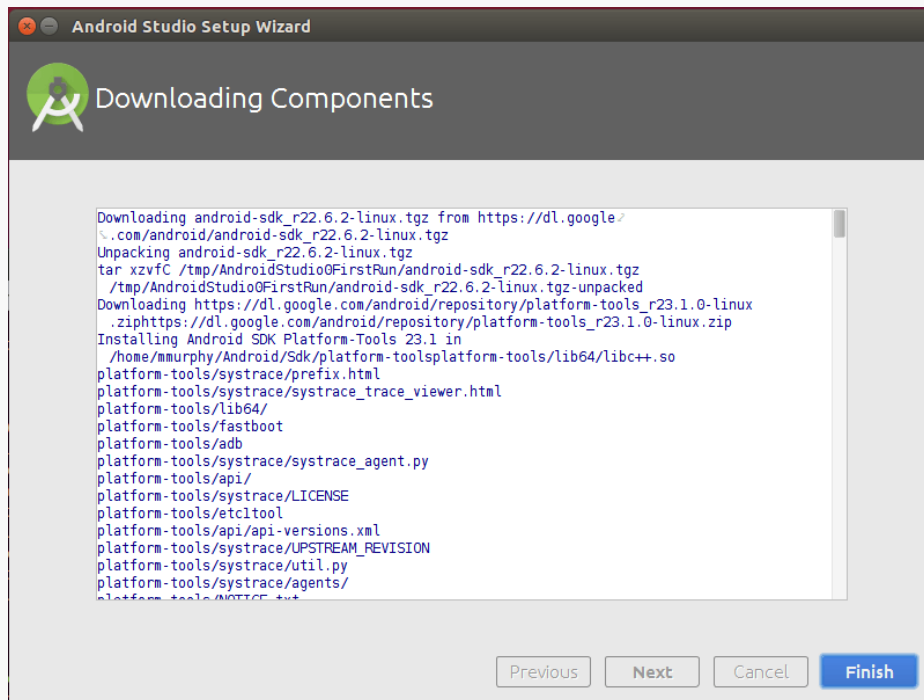 Android Studio Setup Wizard
Downloading Components
Downloading android-sdk_r22.6.2-linux.tgz from https://dl.google
.com/android/android-sdk_r22.6.2-linux.tgz
Unpacking android-sdk_r22.6.2-linux.tgz
tar xzvfC /tmp/AndroidStudio0FirstRun/android-sdk_r22.6.2-linux.tgz
/tmp/AndroidStudio0FirstRun/android-sdk_r22.6.2-linux.tgz-unpacked
Downloading https://dl.google.com/android/repository/platform-tools_r23.1.0-linux
.ziphttps://dl.google.com/android/repository/platform-tools_r23.1.0-linux.zip
Installing Android SDK Platform-Tools 23.1 in
/home/mmurphy/Android/Sdk/platform-toolsplatform-tools/lib64/libc++.so
platform-tools/systrace/prefix.html
platform-tools/systrace/systrace_trace_viewer.html
platform-tools/lib64/
platform-tools/fastboot
platform-tools/adb
platform-tools/systrace/systrace_agent.py
platform-tools/api/
platform-tools/systrace/LICENSE
platform-tools/etc1tool
platform-tools/api/api-versions.xml
platform-tools/systrace/UPSTREAM_REVISION
platform-tools/systrace/util.py
platform-tools/systrace/agents/
platform-tools/NOTICE.txt
Previous
Next
Cancel
Finish